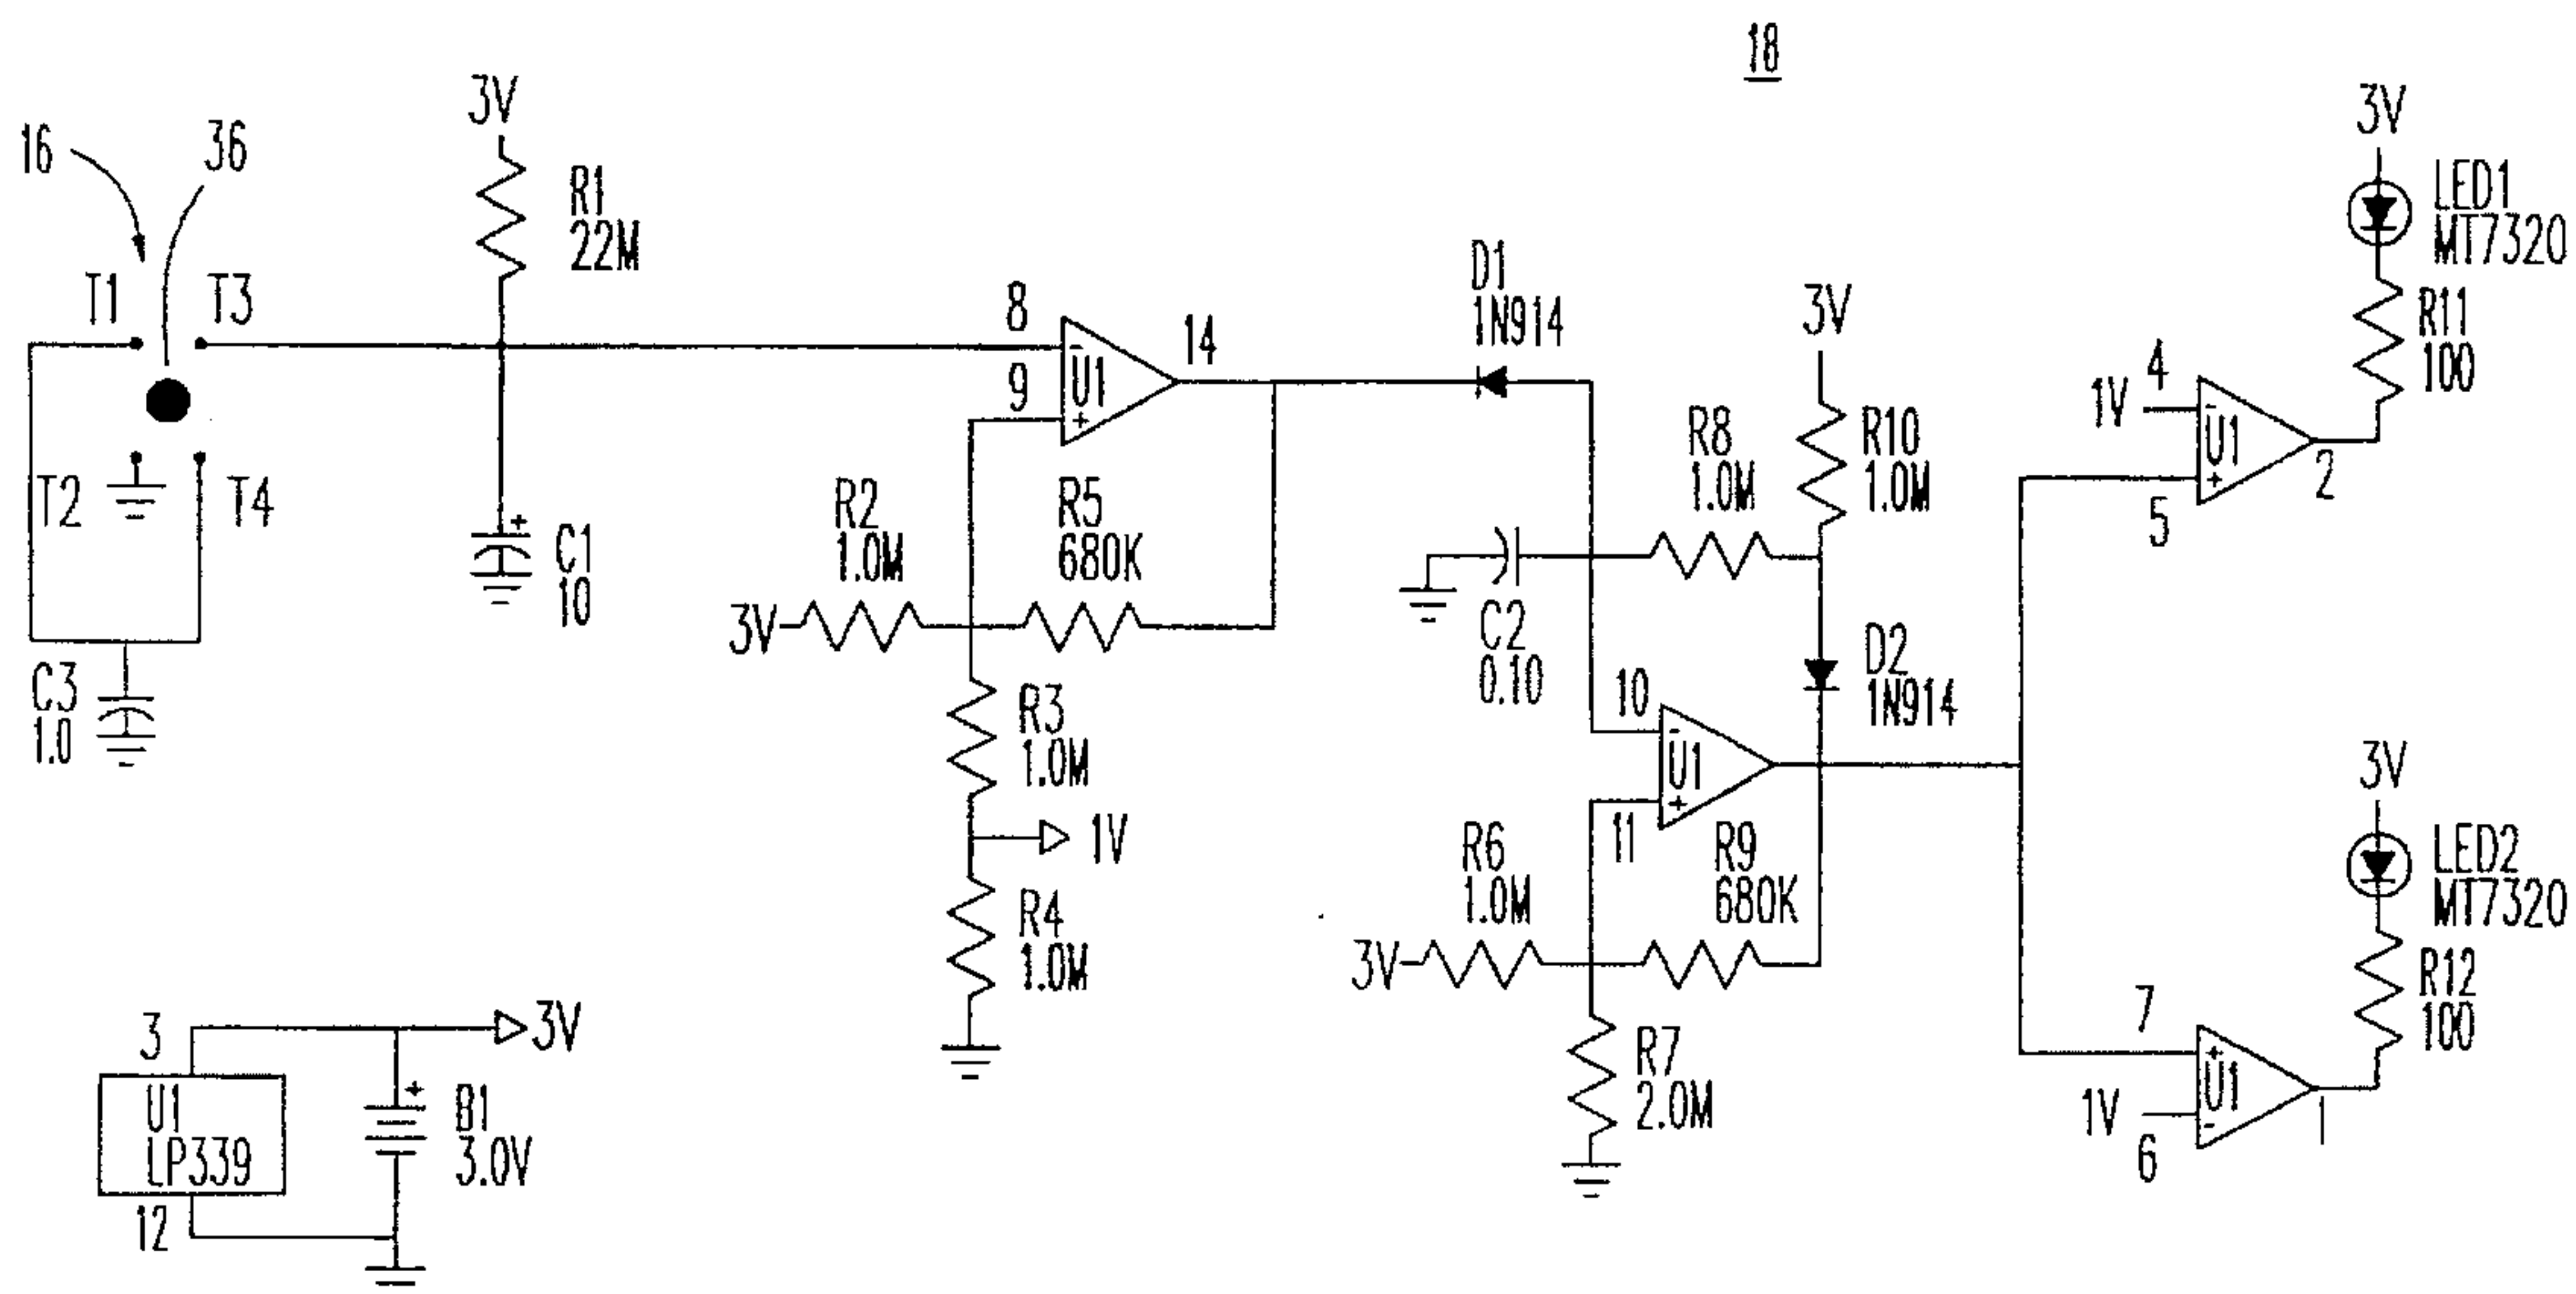 18
16
36
3V
R1
22M
T1
T3
T2
T4
C3
1.0
C1
10
8
9
-
+
U1
14
R2
1.0M
R5
680K
3V
R3
1.0M
1V
R4
1.0M
D1
1N914
3V
R8
1.0M
R10
1.0M
C2
0.10
D2
1N914
10
11
-
+
U1
R6
1.0M
R9
680K
3V
R7
2.0M
3V
LED1
MT7320
R11
100
1V
4
5
-
+
U1
2
3V
LED2
MT7320
R12
100
7
1V
6
+
-
U1
1
3
U1
LP339
12
+
B1
3.0V
3V
+